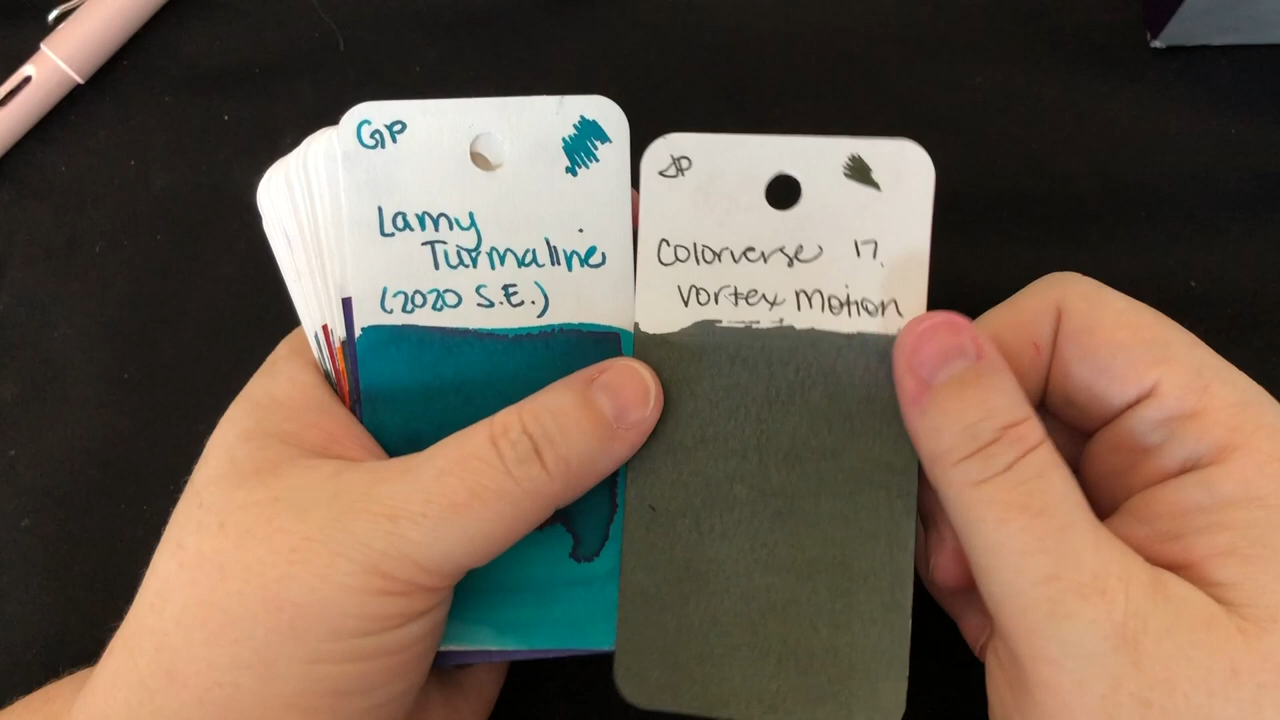 GP
Lamy
Turmaline
(2020 S.E.)
JP
Colorverse 17.
Vortex Motion